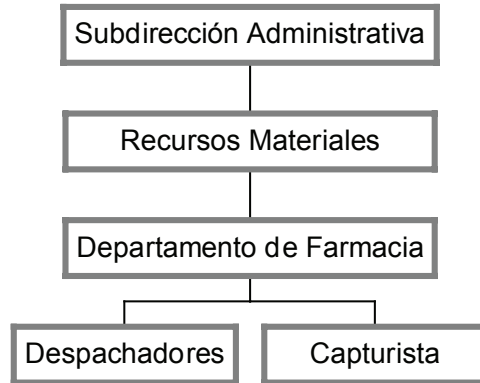 Subdirección Administrativa
Recursos Materiales
Departamento de Farmacia
Despachadores
Capturista